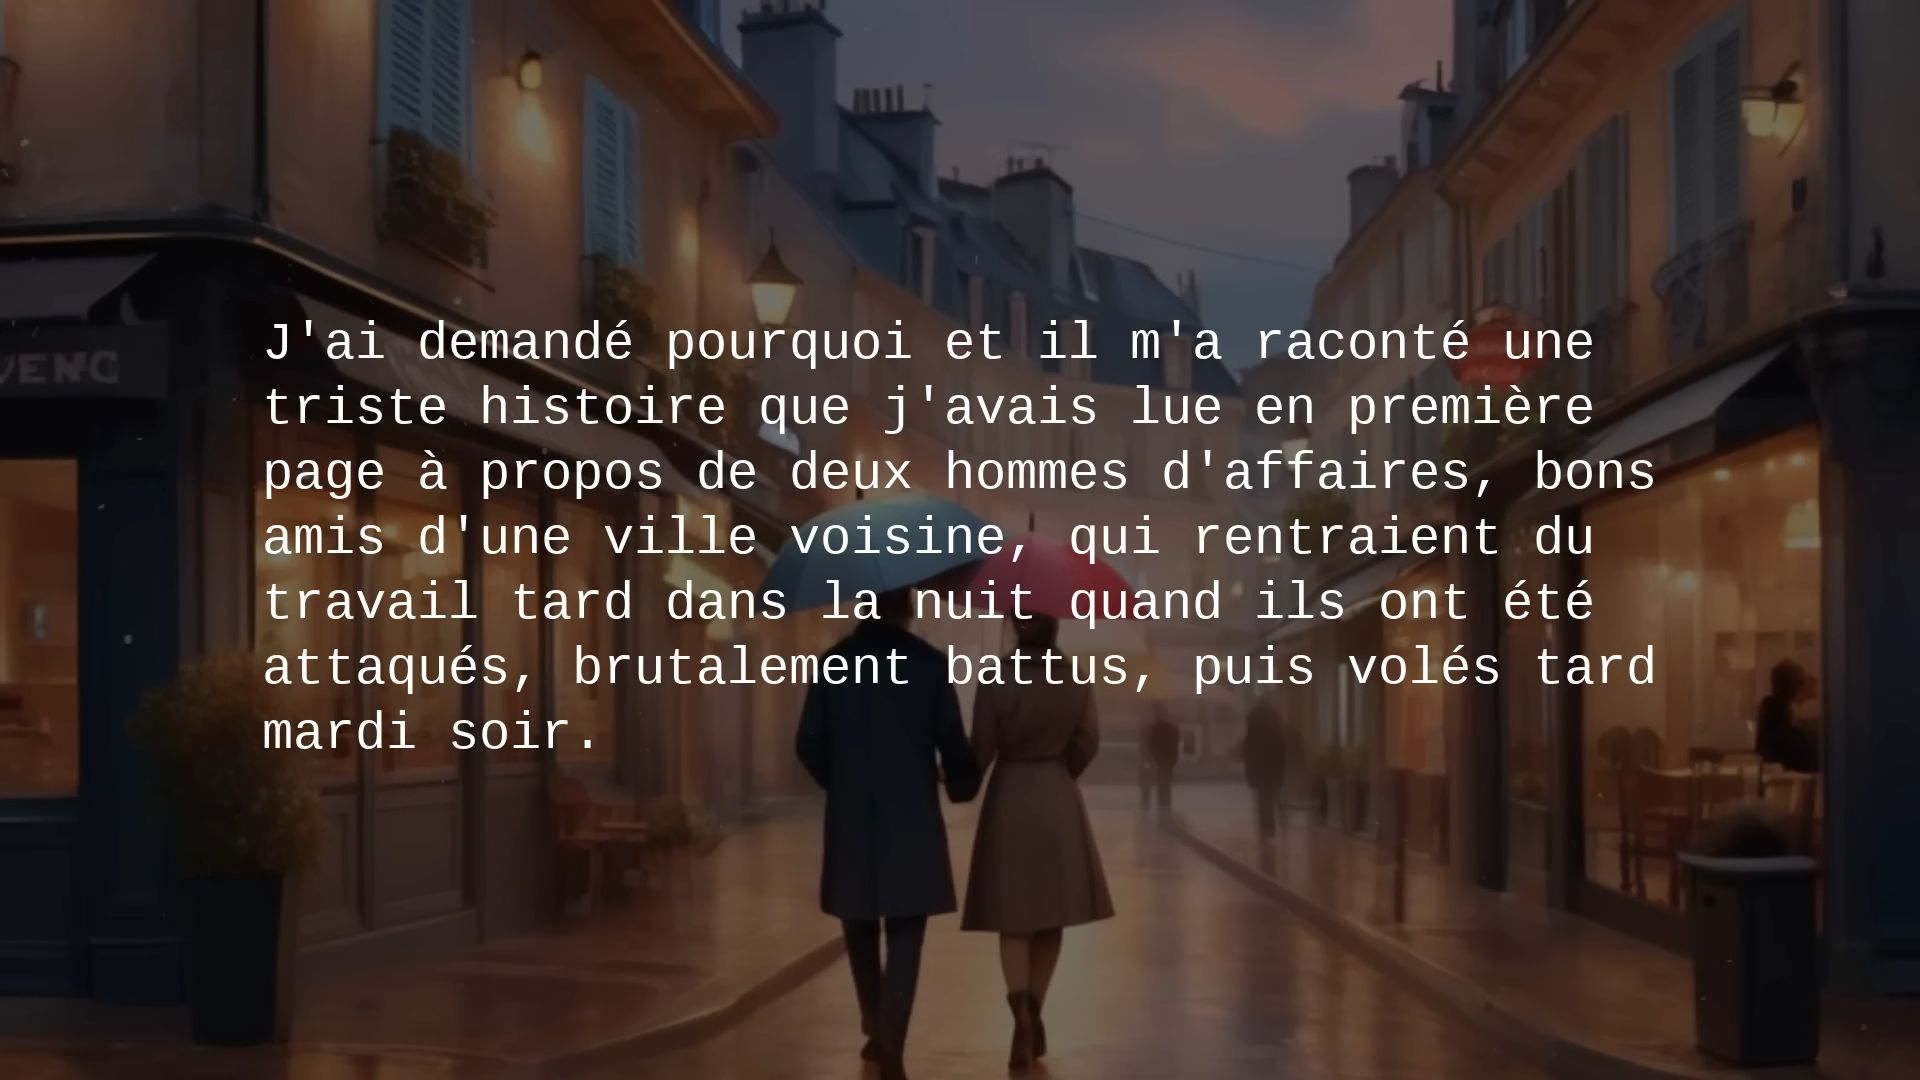 VENC
J'ai demandé pourquoi et il m'a raconté une
triste histoire que j'avais lue en première
page à propos de deux hommes d'affaires, bons
amis d'une ville voisine, qui rentraient du
travail tard dans la nuit quand ils ont été
attaqués, brutalement battus, puis volés tard
mardi soir.